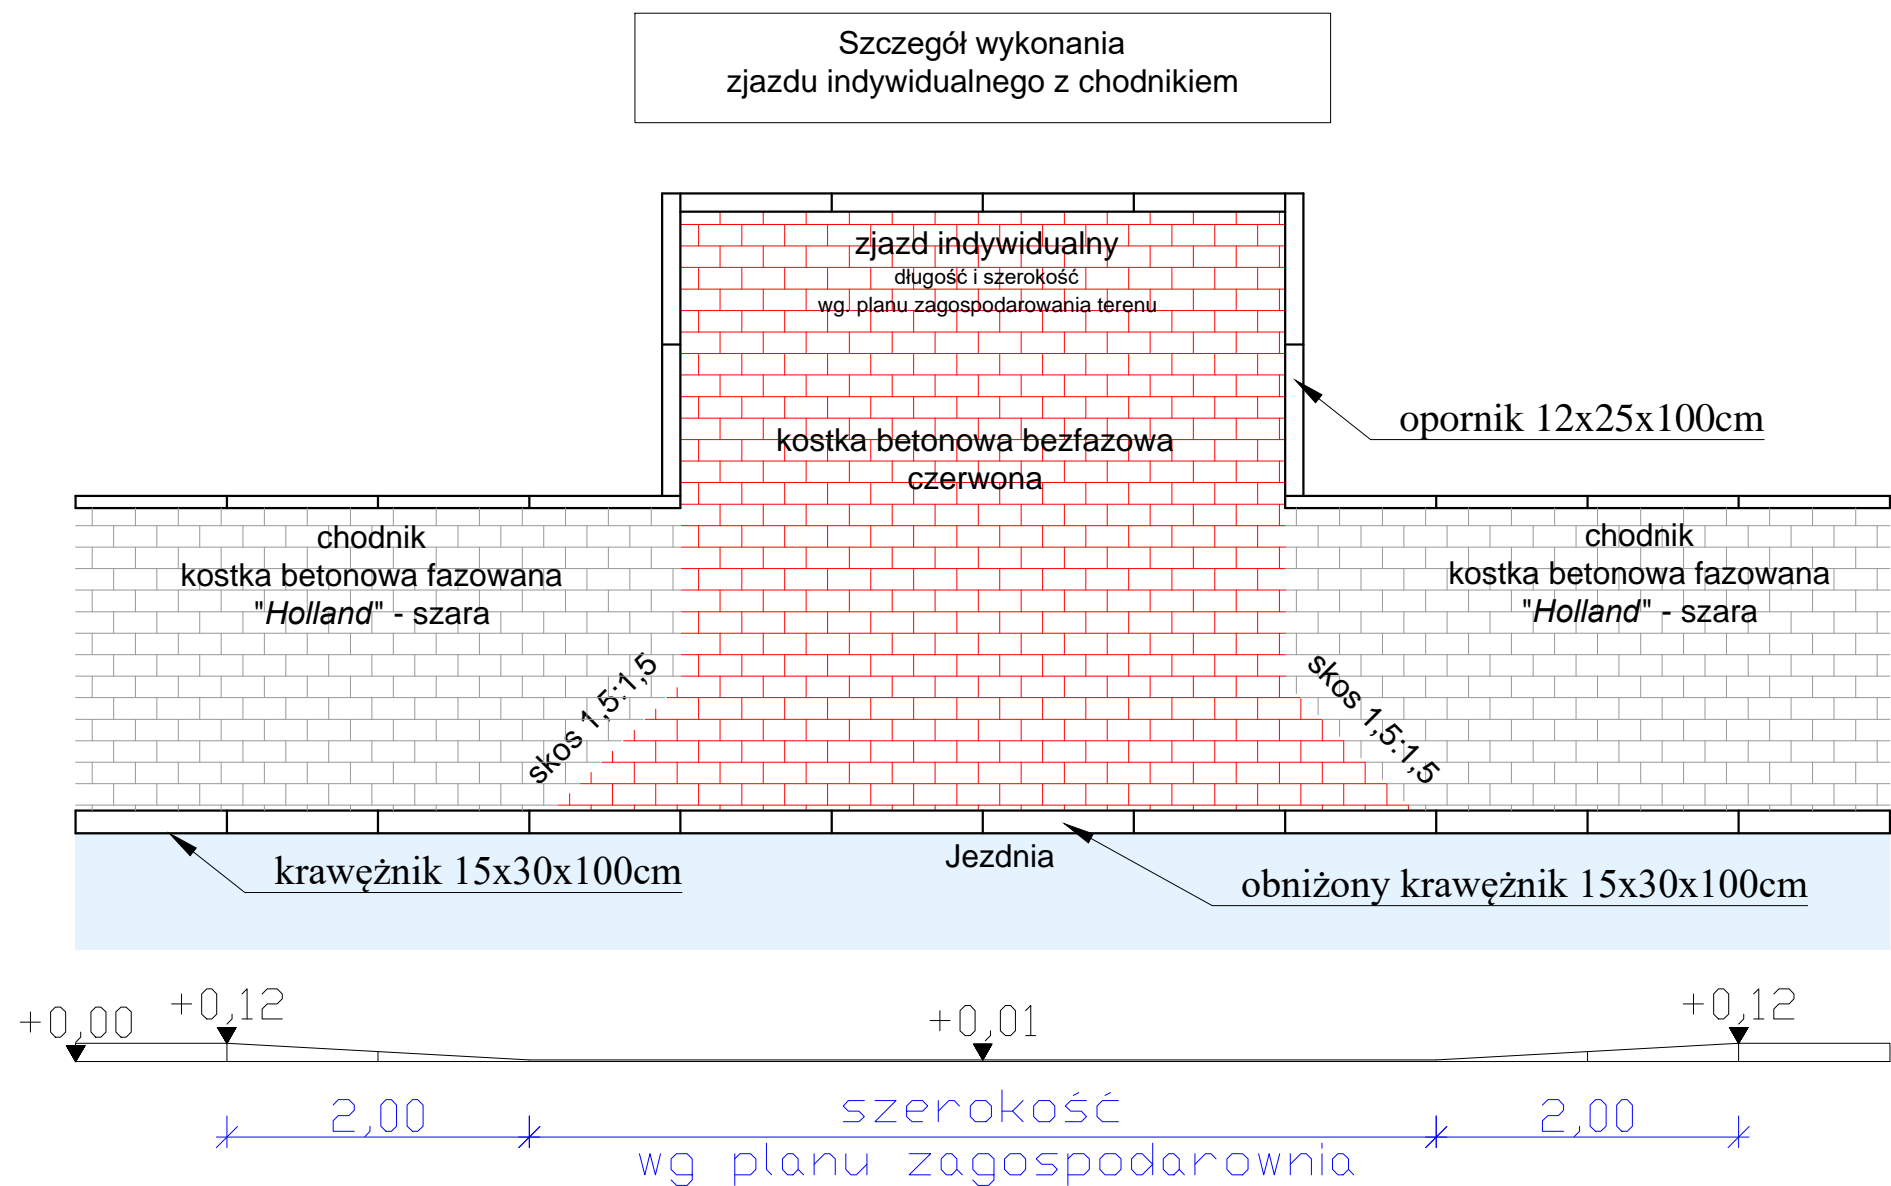 Szczegół wykonania
zjazdu indywidualnego z chodnikiem
zjazd indywidualny
długość i szerokość
wg. planu zagospodarowania terenu
kostka betonowa bezfazowa
czerwona
opornik 12x25x100cm
chodnik
kostka betonowa fazowana
"Holland" - szara
chodnik
kostka betonowa fazowana
"Holland" - szara
skos 1,5:1,5
skos 1,5:1,5
Jezdnia
krawężnik 15x30x100cm
obniżony krawężnik 15x30x100cm
+0,00
+0,12
+0,01
+0,12
2,00
szerokość
wg planu zagospodarownia
2,00